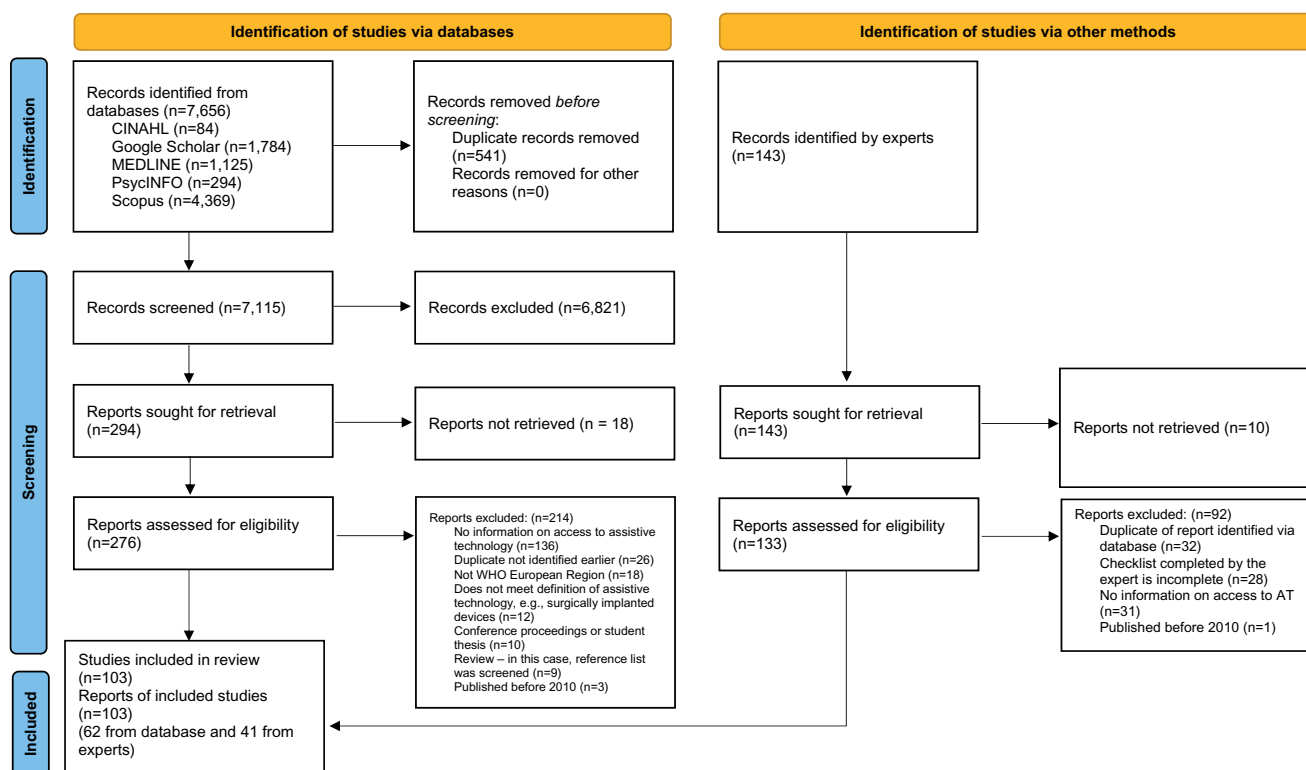 Identification of studies via databases
Identification of studies via other methods
Identification
Records identified from
databases (n=7,656)
CINAHL (n=84)
Google Scholar (n=1,784)
MEDLINE (n=1,125)
PsycINFO (n=294)
Scopus (n=4,369)
Records removed before
screening:
Duplicate records removed
(n=541)
Records removed for other
reasons (n=0)
Records identified by experts
(n=143)
Screening
Records screened (n=7,115)
Records excluded (n=6,821)
Reports sought for retrieval
(n=294)
Reports not retrieved (n = 18)
Reports sought for retrieval
(n=143)
Reports not retrieved (n=10)
Reports assessed for eligibility
(n=276)
Reports excluded: (n=214)
No information on access to assistive
technology (n=136)
Duplicate not identified earlier (n=26)
Not WHO European Region (n=18)
Does not meet definition of assistive
technology, e.g., surgically implanted
devices (n=12)
Conference proceedings or student
thesis (n=10)
Review – in this case, reference list
was screened (n=9)
Published before 2010 (n=3)
Reports assessed for eligibility
(n=133)
Reports excluded: (n=92)
Duplicate of report identified via
database (n=32)
Checklist completed by the
expert is incomplete (n=28)
No information on access to AT
(n=31)
Published before 2010 (n=1)
Included
Studies included in review
(n=103)
Reports of included studies
(n=103)
(62 from database and 41 from
experts)